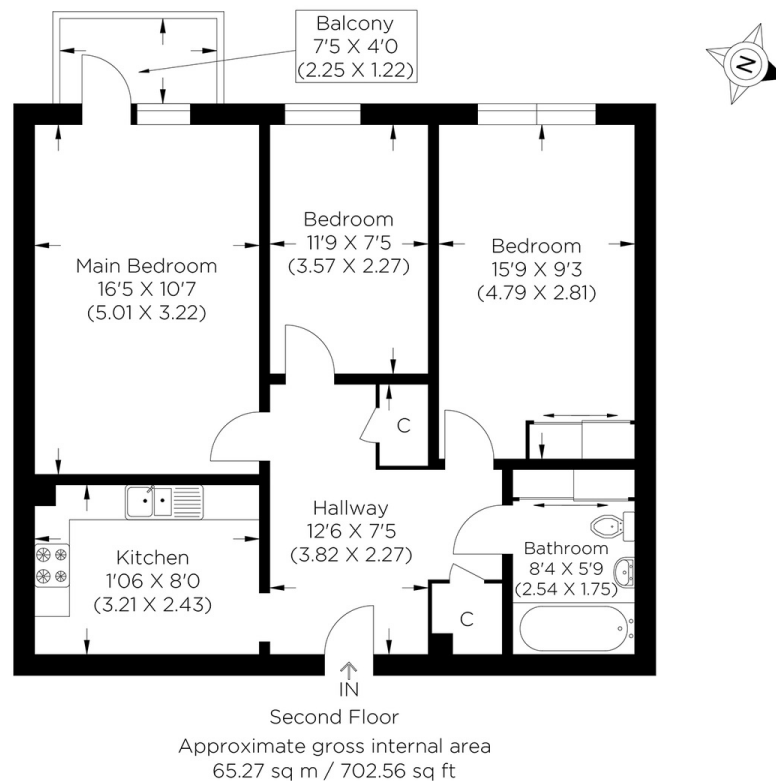 Balcony
7'5 X 4'0
(2.25 X 1.22)
N
Bedroom
11'9 X 7'5
(3.57 X 2.27)
Bedroom
15'9 X 9'3
(4.79 X 2.81)
Main Bedroom
16'5 X 10'7
(5.01 X 3.22)
C
Hallway
12'6 X 7'5
(3.82 X 2.27)
Kitchen
1'06 X 8'0
(3.21 X 2.43)
Bathroom
8'4 X 5'9
(2.54 X 1.75)
C
IN
Second Floor
Approximate gross internal area
65.27 sq m / 702.56 sq ft